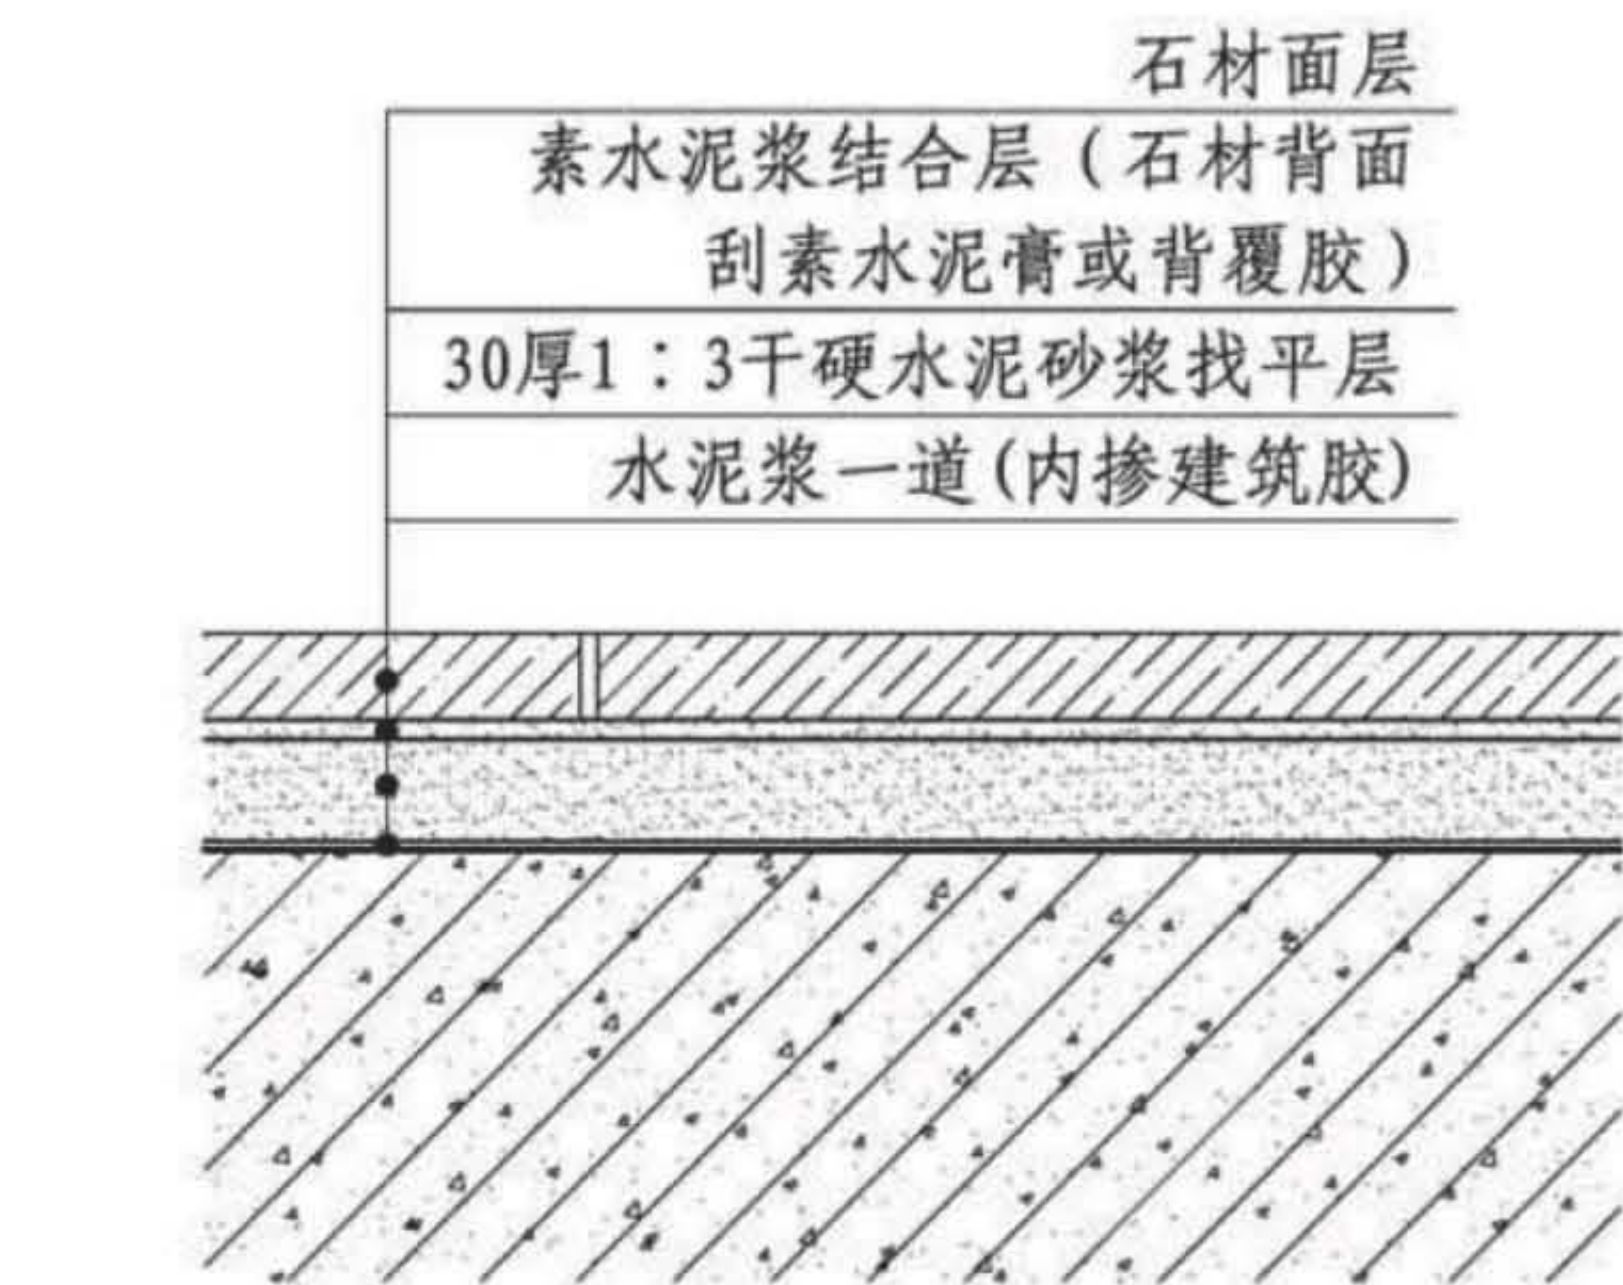 石材面层
素水泥浆结合层（石材背面
刮素水泥膏或背覆胶）
30厚1：3干硬水泥砂浆找平层
水泥浆一道(内掺建筑胶)